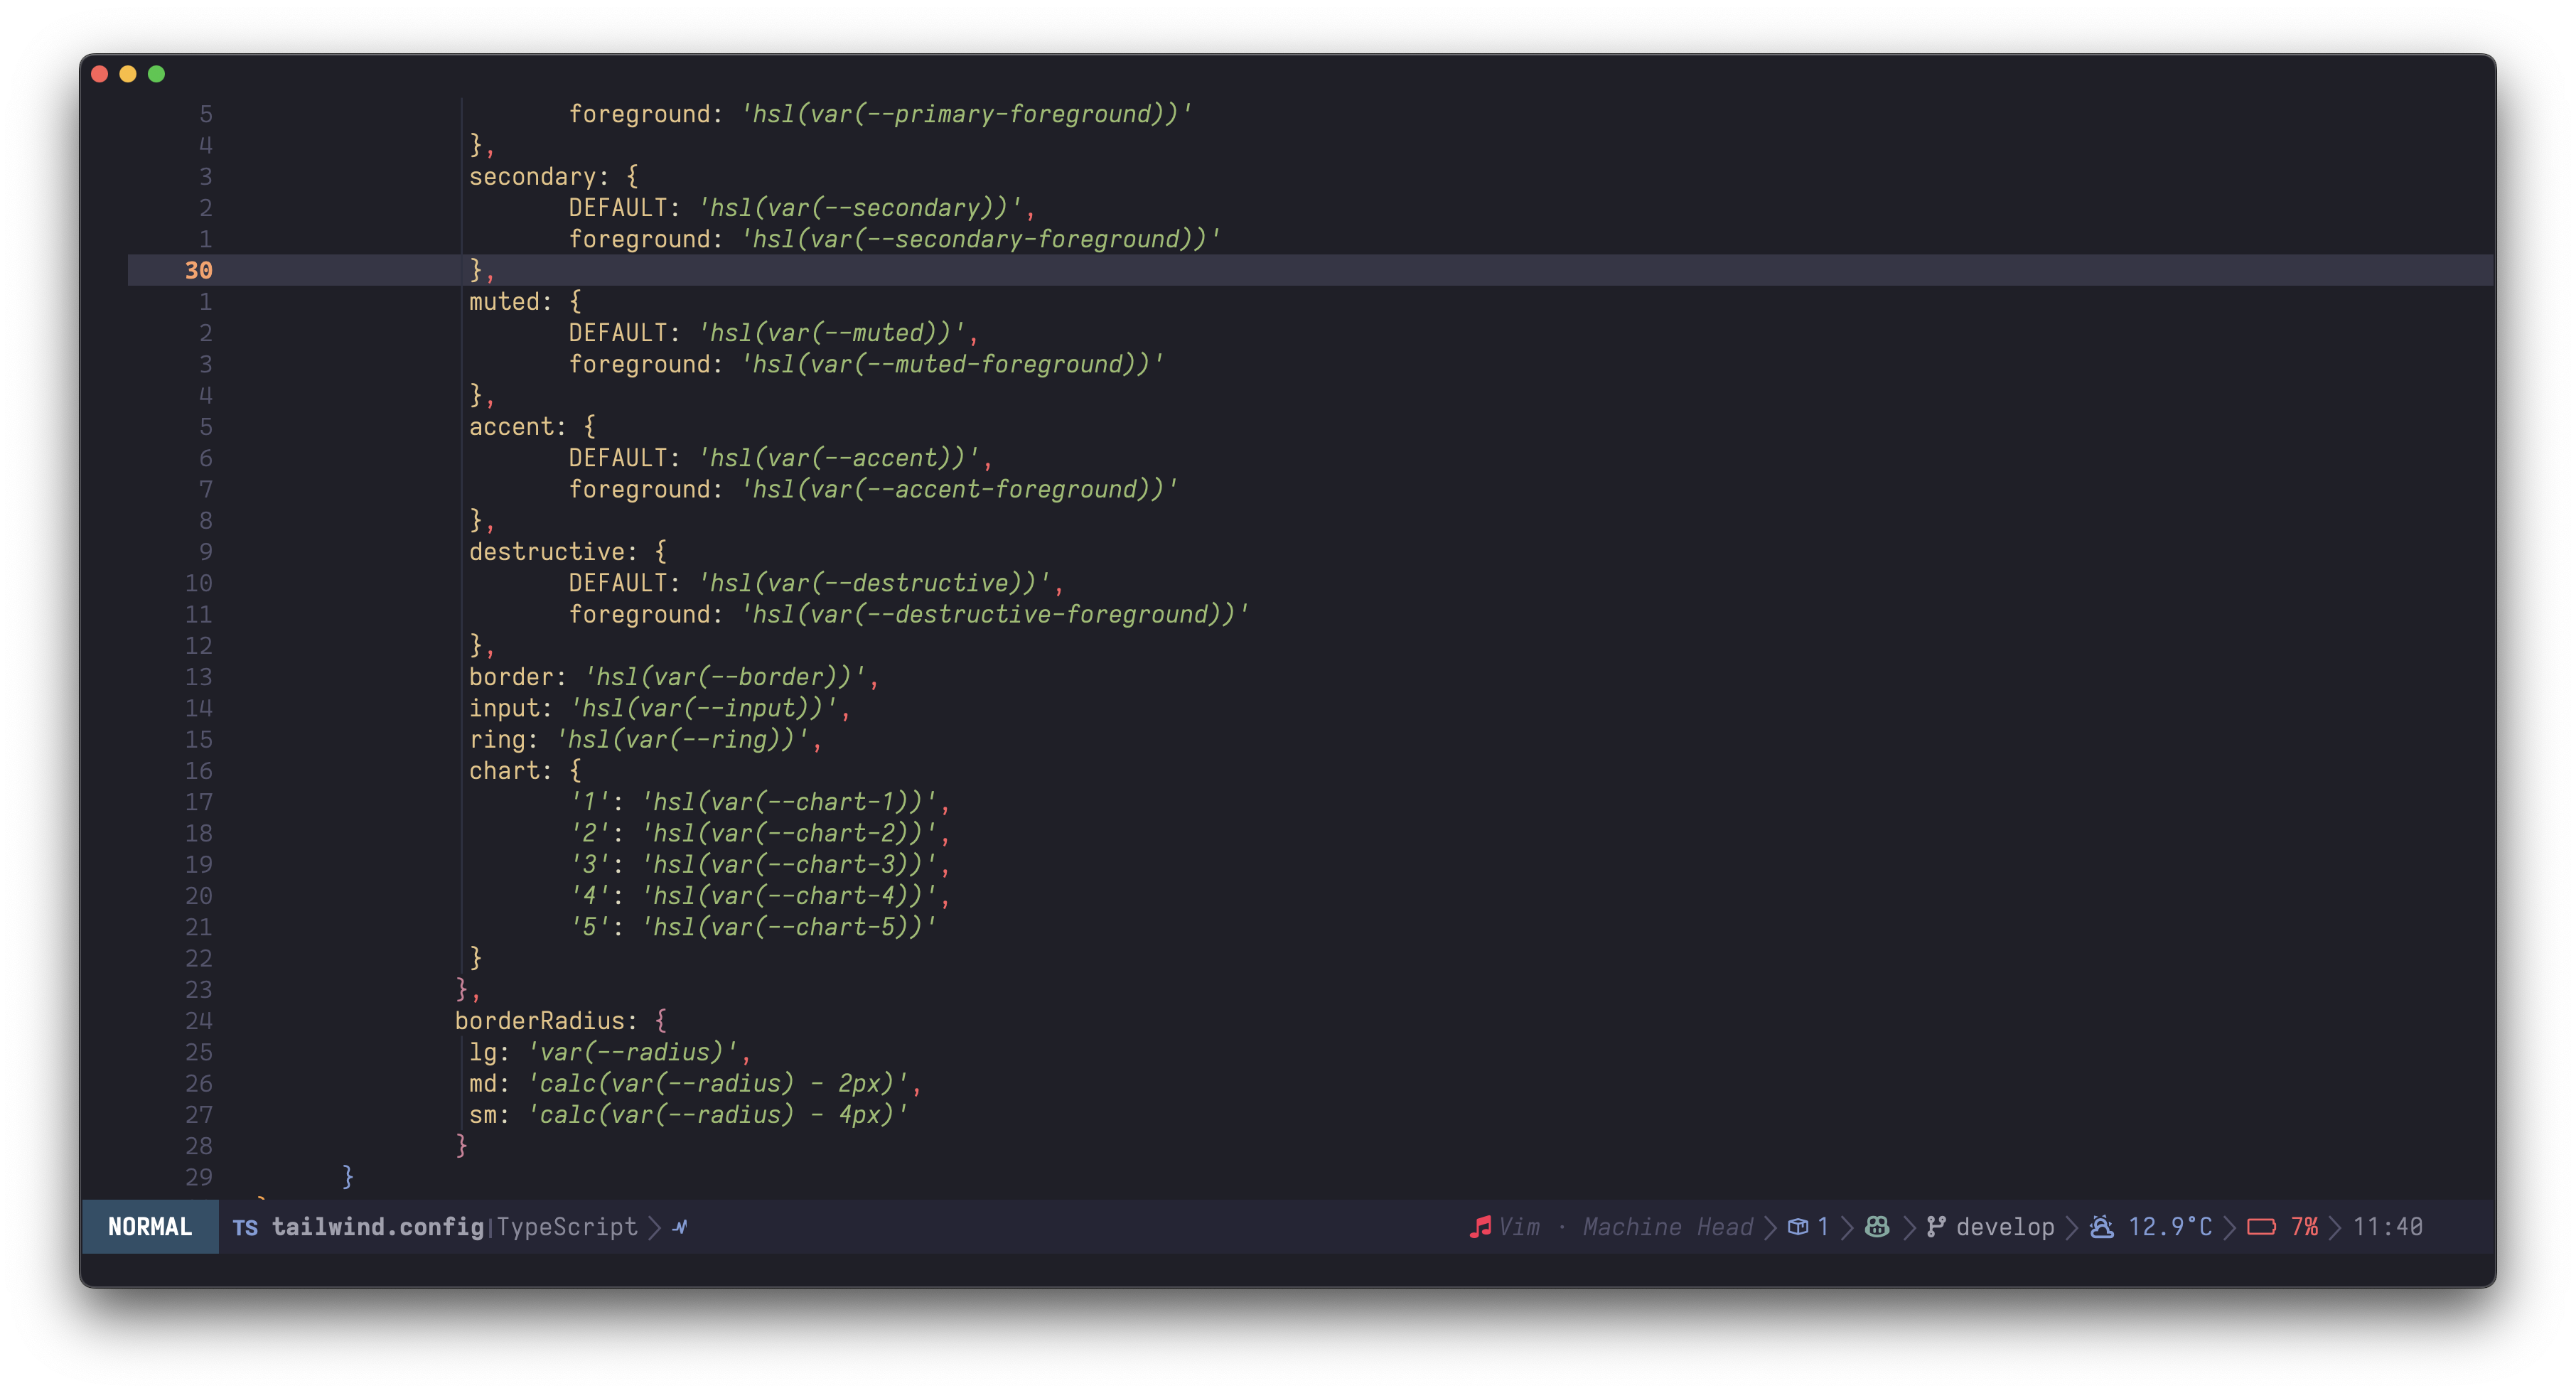 5 foreground: 'hsl(var(--primary-foreground))'
4 },
3 secondary: {
2 DEFAULT: 'hsl(var(--secondary))',
1 foreground: 'hsl(var(--secondary-foreground))'
30 },
1 muted: {
2 DEFAULT: 'hsl(var(--muted))',
3 foreground: 'hsl(var(--muted-foreground))'
4 },
5 accent: {
6 DEFAULT: 'hsl(var(--accent))',
7 foreground: 'hsl(var(--accent-foreground))'
8 },
9 destructive: {
10 DEFAULT: 'hsl(var(--destructive))',
11 foreground: 'hsl(var(--destructive-foreground))'
12 },
13 border: 'hsl(var(--border))',
14 input: 'hsl(var(--input))',
15 ring: 'hsl(var(--ring))',
16 chart: {
17 '1': 'hsl(var(--chart-1))',
18 '2': 'hsl(var(--chart-2))',
19 '3': 'hsl(var(--chart-3))',
20 '4': 'hsl(var(--chart-4))',
21 '5': 'hsl(var(--chart-5))'
22 }
23 },
24 borderRadius: {
25 lg: 'var(--radius)',
26 md: 'calc(var(--radius) - 2px)',
27 sm: 'calc(var(--radius) - 4px)'
28 }
29 }
NORMAL TS tailwind.config|TypeScript Vim · Machine Head 1 develop 12.9°C 7% 11:40